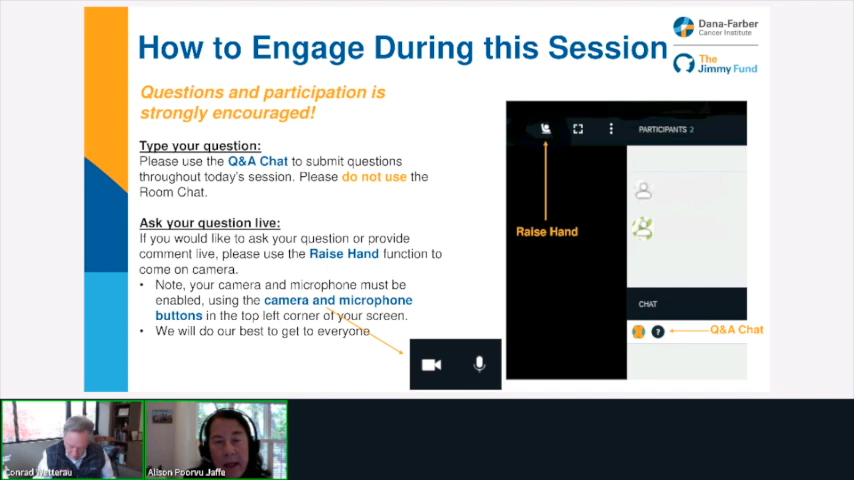 How to Engage During this Session
Dana-Farber
Cancer Institute
The
Jimmy Fund
Questions and participation is
strongly encouraged!
Type your question:
Please use the Q&A Chat to submit questions
throughout today's session. Please do not use the
Room Chat.
Ask your question live:
If you would like to ask your question or provide
comment live, please use the Raise Hand function to
come on camera.
• Note, your camera and microphone must be
enabled, using the camera and microphone
buttons in the top left corner of your screen.
• We will do our best to get to everyone
PARTICIPANTS 2
Raise Hand
CHAT
?
Q&A Chat
Conrad Wetterau
Alison Poorvu Jaffe